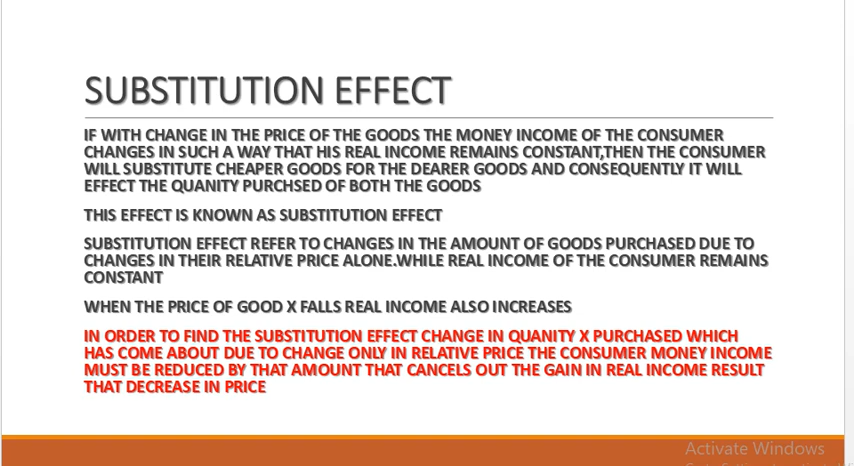 SUBSTITUTION EFFECT
IF WITH CHANGE IN THE PRICE OF THE GOODS THE MONEY INCOME OF THE CONSUMER
CHANGES IN SUCH A WAY THAT HIS REAL INCOME REMAINS CONSTANT,THEN THE CONSUMER
WILL SUBSTITUTE CHEAPER GOODS FOR THE DEARER GOODS AND CONSEQUENTLY IT WILL
EFFECT THE QUANITY PURCHSED OF BOTH THE GOODS
THIS EFFECT IS KNOWN AS SUBSTITUTION EFFECT
SUBSTITUTION EFFECT REFER TO CHANGES IN THE AMOUNT OF GOODS PURCHASED DUE TO
CHANGES IN THEIR RELATIVE PRICE ALONE.WHILE REAL INCOME OF THE CONSUMER REMAINS
CONSTANT
WHEN THE PRICE OF GOOD X FALLS REAL INCOME ALSO INCREASES
IN ORDER TO FIND THE SUBSTITUTION EFFECT CHANGE IN QUANITY X PURCHASED WHICH
HAS COME ABOUT DUE TO CHANGE ONLY IN RELATIVE PRICE THE CONSUMER MONEY INCOME
MUST BE REDUCED BY THAT AMOUNT THAT CANCELS OUT THE GAIN IN REAL INCOME RESULT
THAT DECREASE IN PRICE
Activate Windows